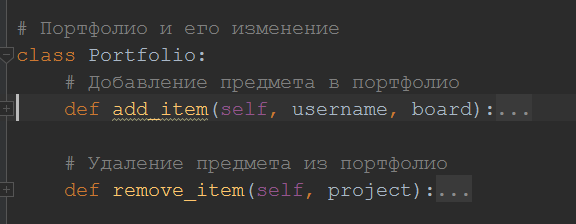 # Портфолио и его изменение
class Portfolio:
# Добавление предмета в портфолио
def add_item(self, username, board):...
# Удаление предмета из портфолио
def remove_item(self, project):...